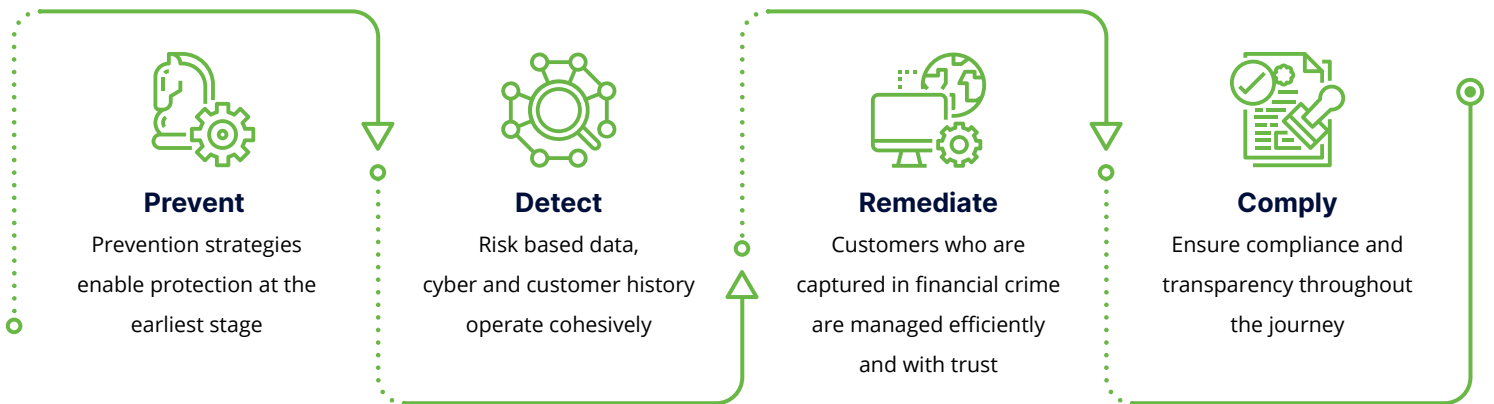 Prevent
Prevention strategies
enable protection at the
earliest stage
Detect
Risk based data,
cyber and customer history
operate cohesively
Remediate
Customers who are
captured in financial crime
are managed efficiently
and with trust
Comply
Ensure compliance and
transparency throughout
the journey